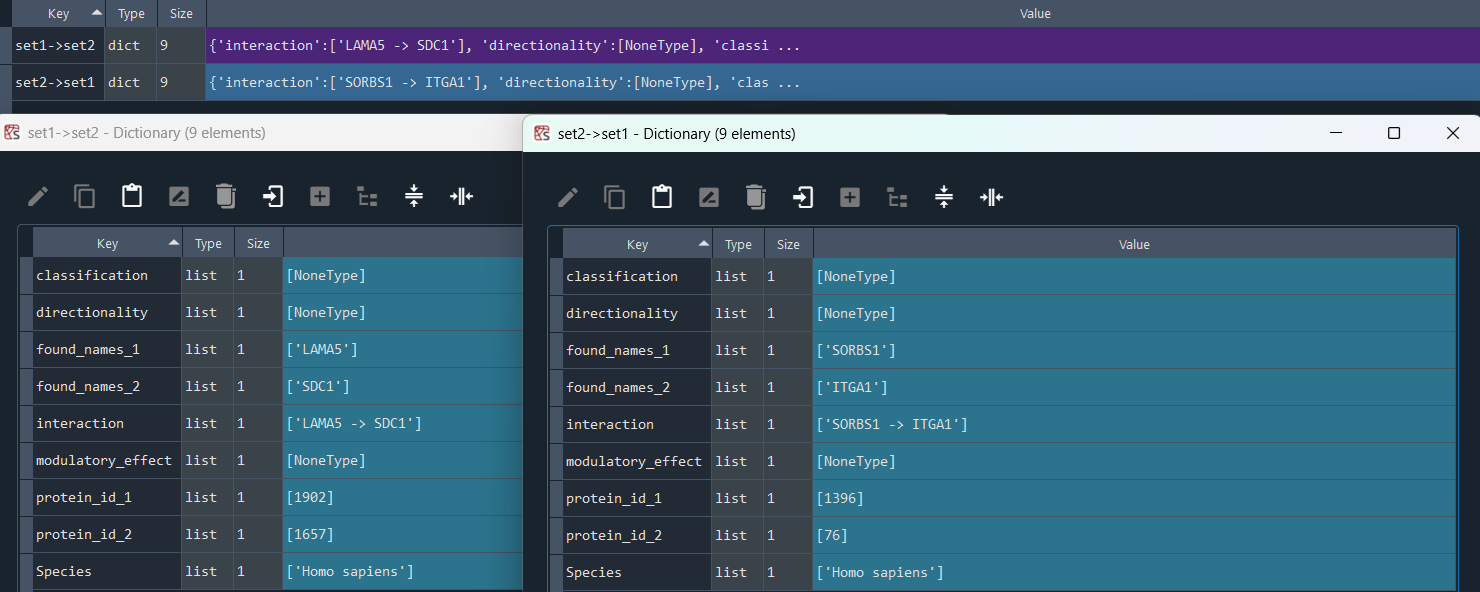 Key Type Size Value
set1->set2 dict 9 {'interaction':['LAMA5 -> SDC1'], 'directionality':[NoneType], 'classi ...
set2->set1 dict 9 {'interaction':['SORBS1 -> ITGA1'], 'directionality':[NoneType], 'clas ...
set1->set2 - Dictionary (9 elements)
Key Type Size
classification list 1 [NoneType]
directionality list 1 [NoneType]
found_names_1 list 1 ['LAMA5']
found_names_2 list 1 ['SDC1']
interaction list 1 ['LAMA5 -> SDC1']
modulatory_effect list 1 [NoneType]
protein_id_1 list 1 [1902]
protein_id_2 list 1 [1657]
Species list 1 ['Homo sapiens']
set2->set1 - Dictionary (9 elements)
Key Type Size Value
classification list 1 [NoneType]
directionality list 1 [NoneType]
found_names_1 list 1 ['SORBS1']
found_names_2 list 1 ['ITGA1']
interaction list 1 ['SORBS1 -> ITGA1']
modulatory_effect list 1 [NoneType]
protein_id_1 list 1 [1396]
protein_id_2 list 1 [76]
Species list 1 ['Homo sapiens']